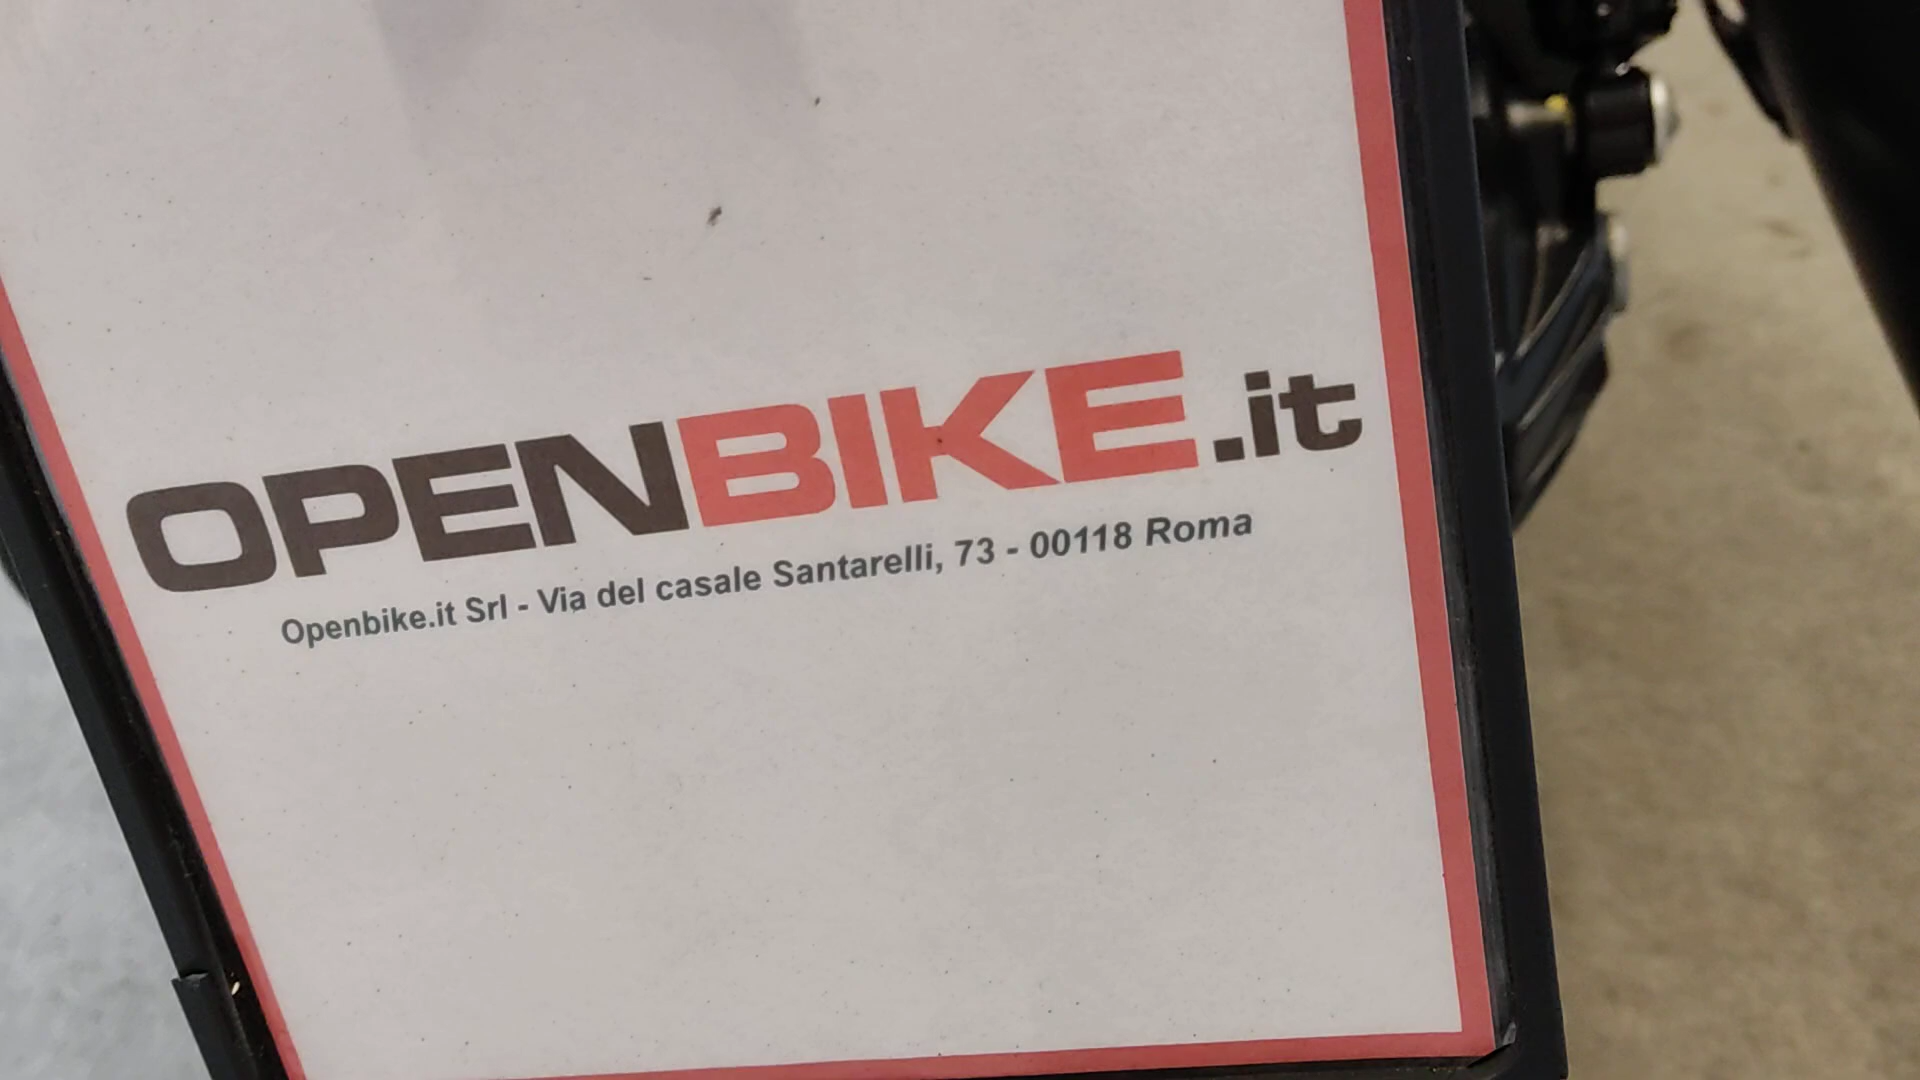 OPENBIKE.it
Openbike.it Srl - Via del casale Santarelli, 73 - 00118 Roma